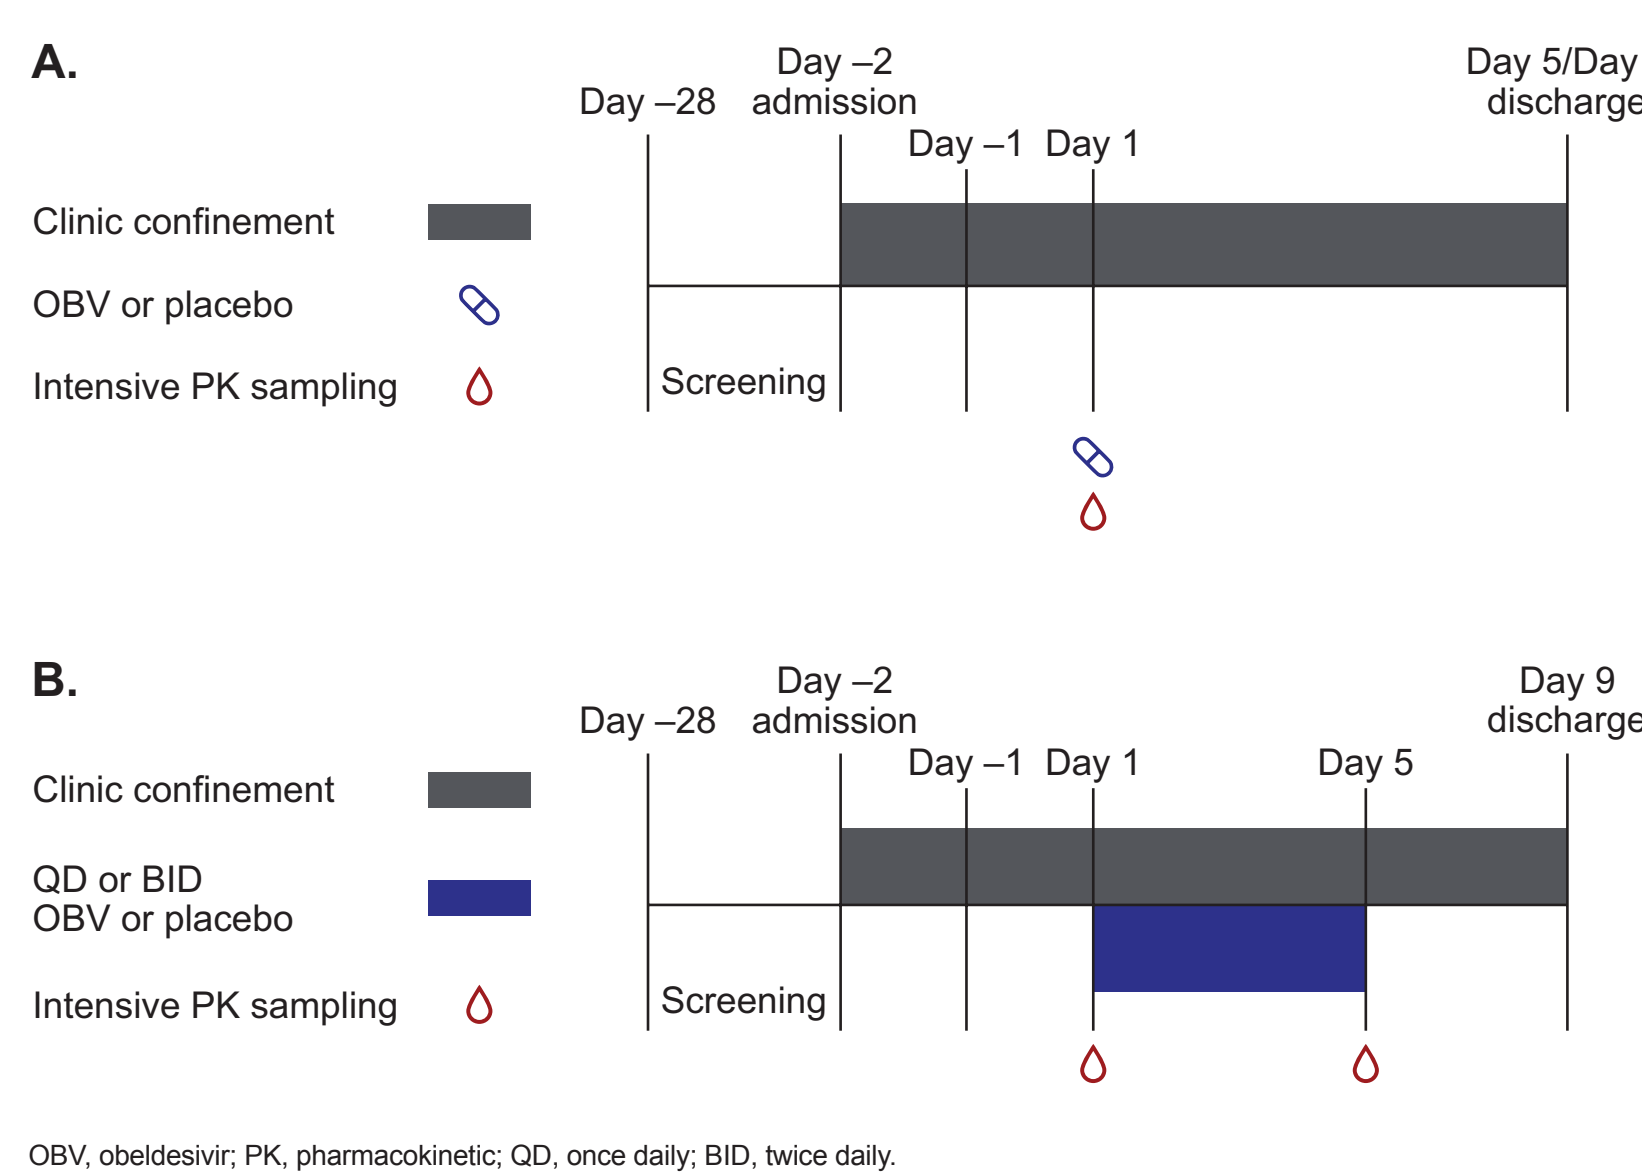 A.
Day –28
Day –2
admission
Day –1
Day 1
Day 5/Day
discharge
Clinic confinement
OBV or placebo
Intensive PK sampling
Screening
B.
Day –28
Day –2
admission
Day –1
Day 1
Day 5
Day 9
discharge
Clinic confinement
QD or BID
OBV or placebo
Intensive PK sampling
Screening
OBV, obeldesivir; PK, pharmacokinetic; QD, once daily; BID, twice daily.